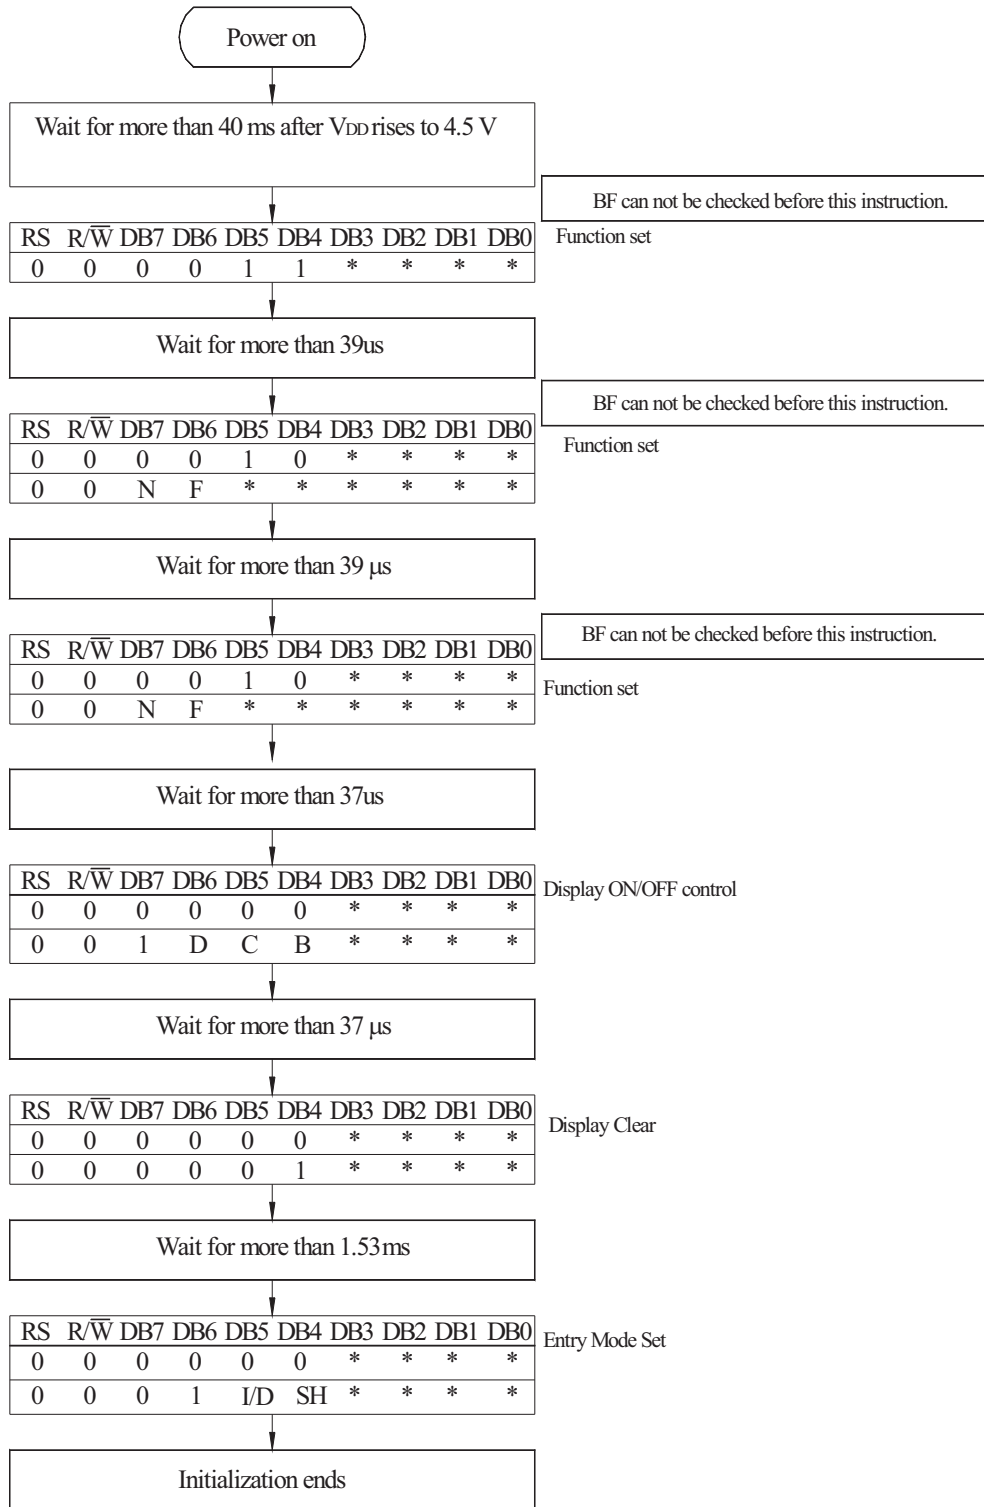 Power on
Wait for more than 40 ms after VDD rises to 4.5 V
BF can not be checked before this instruction.
RS R/W̅ DB7 DB6 DB5 DB4 DB3 DB2 DB1 DB0
Function set
0 0 0 0 1 1 * * * *
Wait for more than 39us
BF can not be checked before this instruction.
RS R/W̅ DB7 DB6 DB5 DB4 DB3 DB2 DB1 DB0
Function set
0 0 0 0 1 0 * * * *
0 0 N F * * * * * *
Wait for more than 39 µs
BF can not be checked before this instruction.
RS R/W̅ DB7 DB6 DB5 DB4 DB3 DB2 DB1 DB0
0 0 0 0 1 0 * * * *
Function set
0 0 N F * * * * * *
Wait for more than 37us
RS R/W̅ DB7 DB6 DB5 DB4 DB3 DB2 DB1 DB0
Display ON/OFF control
0 0 0 0 0 0 * * * *
0 0 1 D C B * * * *
Wait for more than 37 µs
RS R/W̅ DB7 DB6 DB5 DB4 DB3 DB2 DB1 DB0
Display Clear
0 0 0 0 0 0 * * * *
0 0 0 0 0 1 * * * *
Wait for more than 1.53ms
RS R/W̅ DB7 DB6 DB5 DB4 DB3 DB2 DB1 DB0
Entry Mode Set
0 0 0 0 0 0 * * * *
0 0 0 1 I/D SH * * * *
Initialization ends